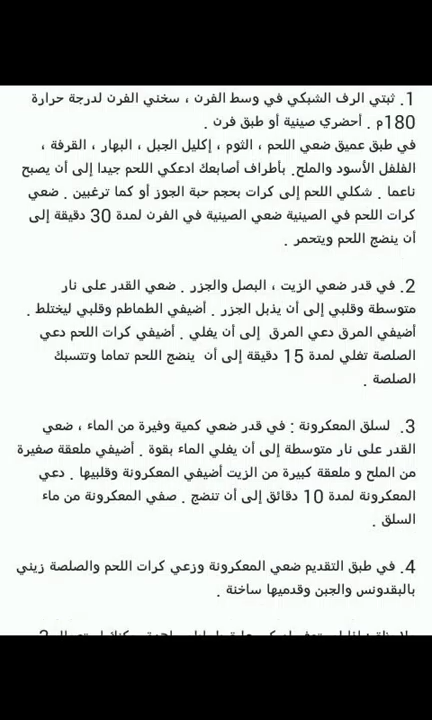 1. ثبتي الرف الشبكي في وسط الفرن ، سخني الفرن لدرجة حرارة
180م . أحضري صينية أو طبق فرن .
في طبق عميق ضعي اللحم ، الثوم ، إكليل الجبل ، البهار ، القرفة ،
الفلفل الأسود والملح. بأطراف أصابعك ادعكي اللحم جيدا إلى أن يصبح
ناعما . شكلي اللحم إلى كرات بحجم حبة الجوز أو كما ترغبين . ضعي
كرات اللحم في الصينية ضعي الصينية في الفرن لمدة 30 دقيقة إلى
أن ينضج اللحم ويتحمر .
2. في قدر ضعي الزيت ، البصل والجزر . ضعي القدر على نار
متوسطة وقلبي إلى أن يذبل الجزر . أضيفي الطماطم وقلبي ليختلط .
أضيفي المرق دعي المرق إلى أن يغلي . أضيفي كرات اللحم دعي
الصلصة تغلي لمدة 15 دقيقة إلى أن ينضج اللحم تماما وتتسبك
الصلصة .
3. لسلق المعكرونة : في قدر ضعي كمية وفيرة من الماء ، ضعي
القدر على نار متوسطة إلى أن يغلي الماء بقوة . أضيفي ملعقة صغيرة
من الملح و ملعقة كبيرة من الزيت أضيفي المعكرونة وقلبيها . دعي
المعكرونة لمدة 10 دقائق إلى أن تنضج . صفي المعكرونة من ماء
السلق .
4. في طبق التقديم ضعي المعكرونة وزعي كرات اللحم والصلصة زيني
بالبقدونس والجبن وقدميها ساخنة .